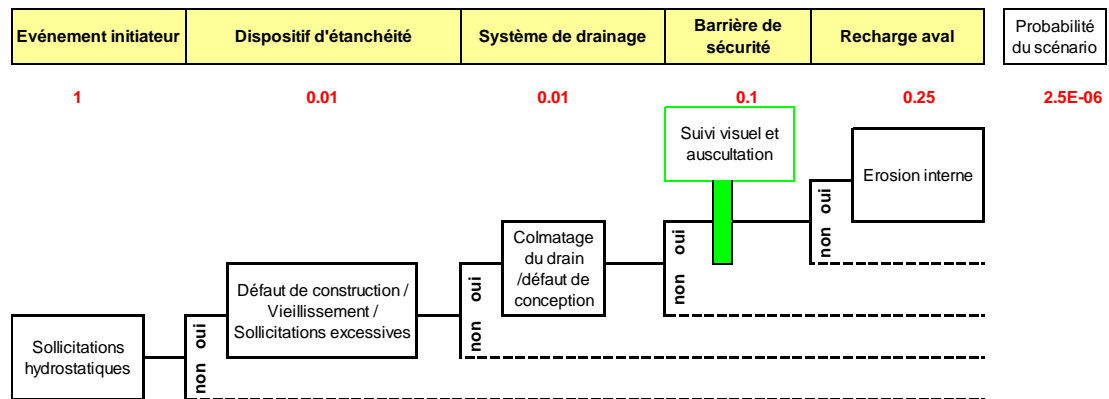 Evénement initiateur
Dispositif d'étanchéité
Système de drainage
Barrière de
sécurité
Recharge aval
Probabilité
du scénario
1
0.01
0.01
0.1
0.25
2.5E-06
Suivi visuel et
auscultation
Erosion interne
oui
non
Colmatage
du drain
/défaut de
conception
oui
non
Défaut de construction /
Vieillissement /
Sollicitations excessives
oui
non
Sollicitations
hydrostatiques
oui
non